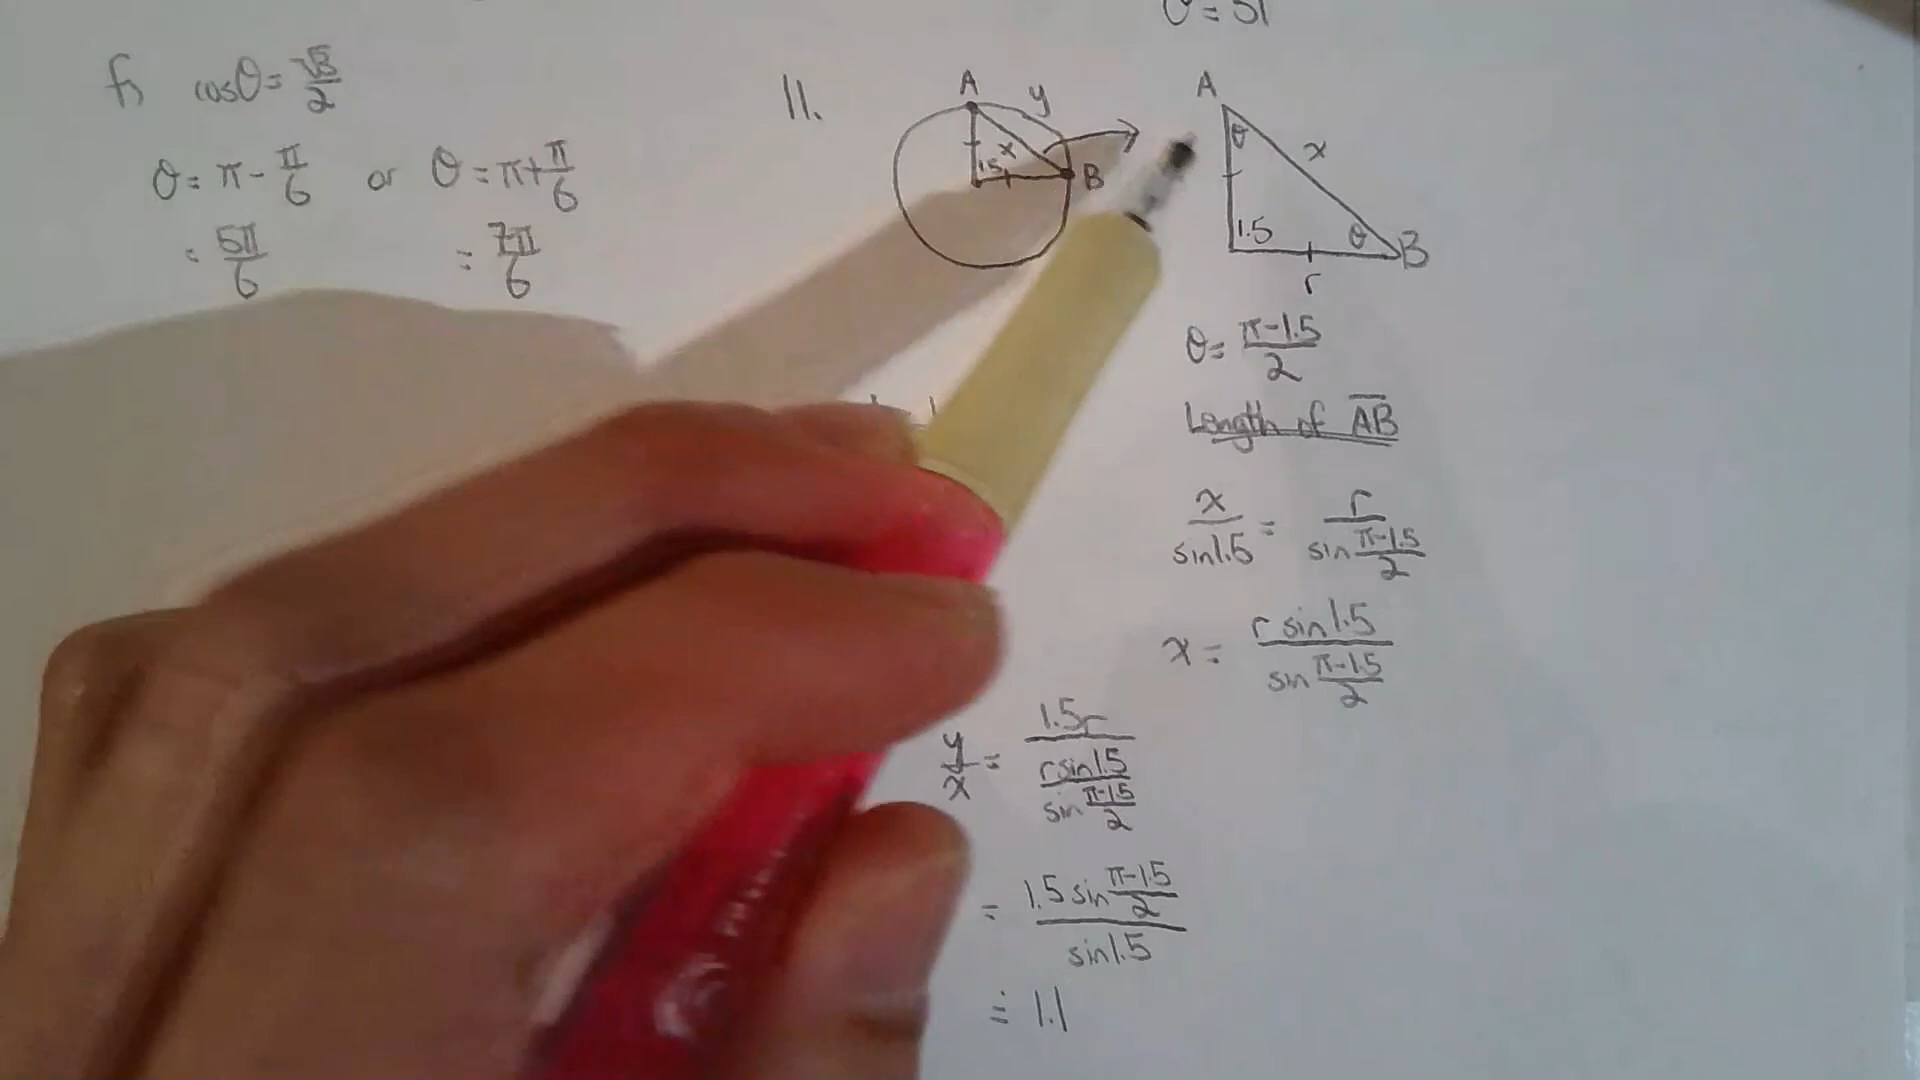 θ = 51
f) cosθ = √3/2
θ = π - π/6 or θ = π + π/6
= 5π/6 = 7π/6
11.
A
y
x
1.5
B
A
θ
x
1.5
θ
B
r
θ = (π-1.5)/2
Length of AB
x/sin1.5 = r/sin (π-1.5)/2
x = r sin1.5/sin (π-1.5)/2
y/x = 1.5r/(r sin1.5/sin (π-1.5)/2)
= 1.5 sin (π-1.5)/2 / sin1.5
≐ 1.1